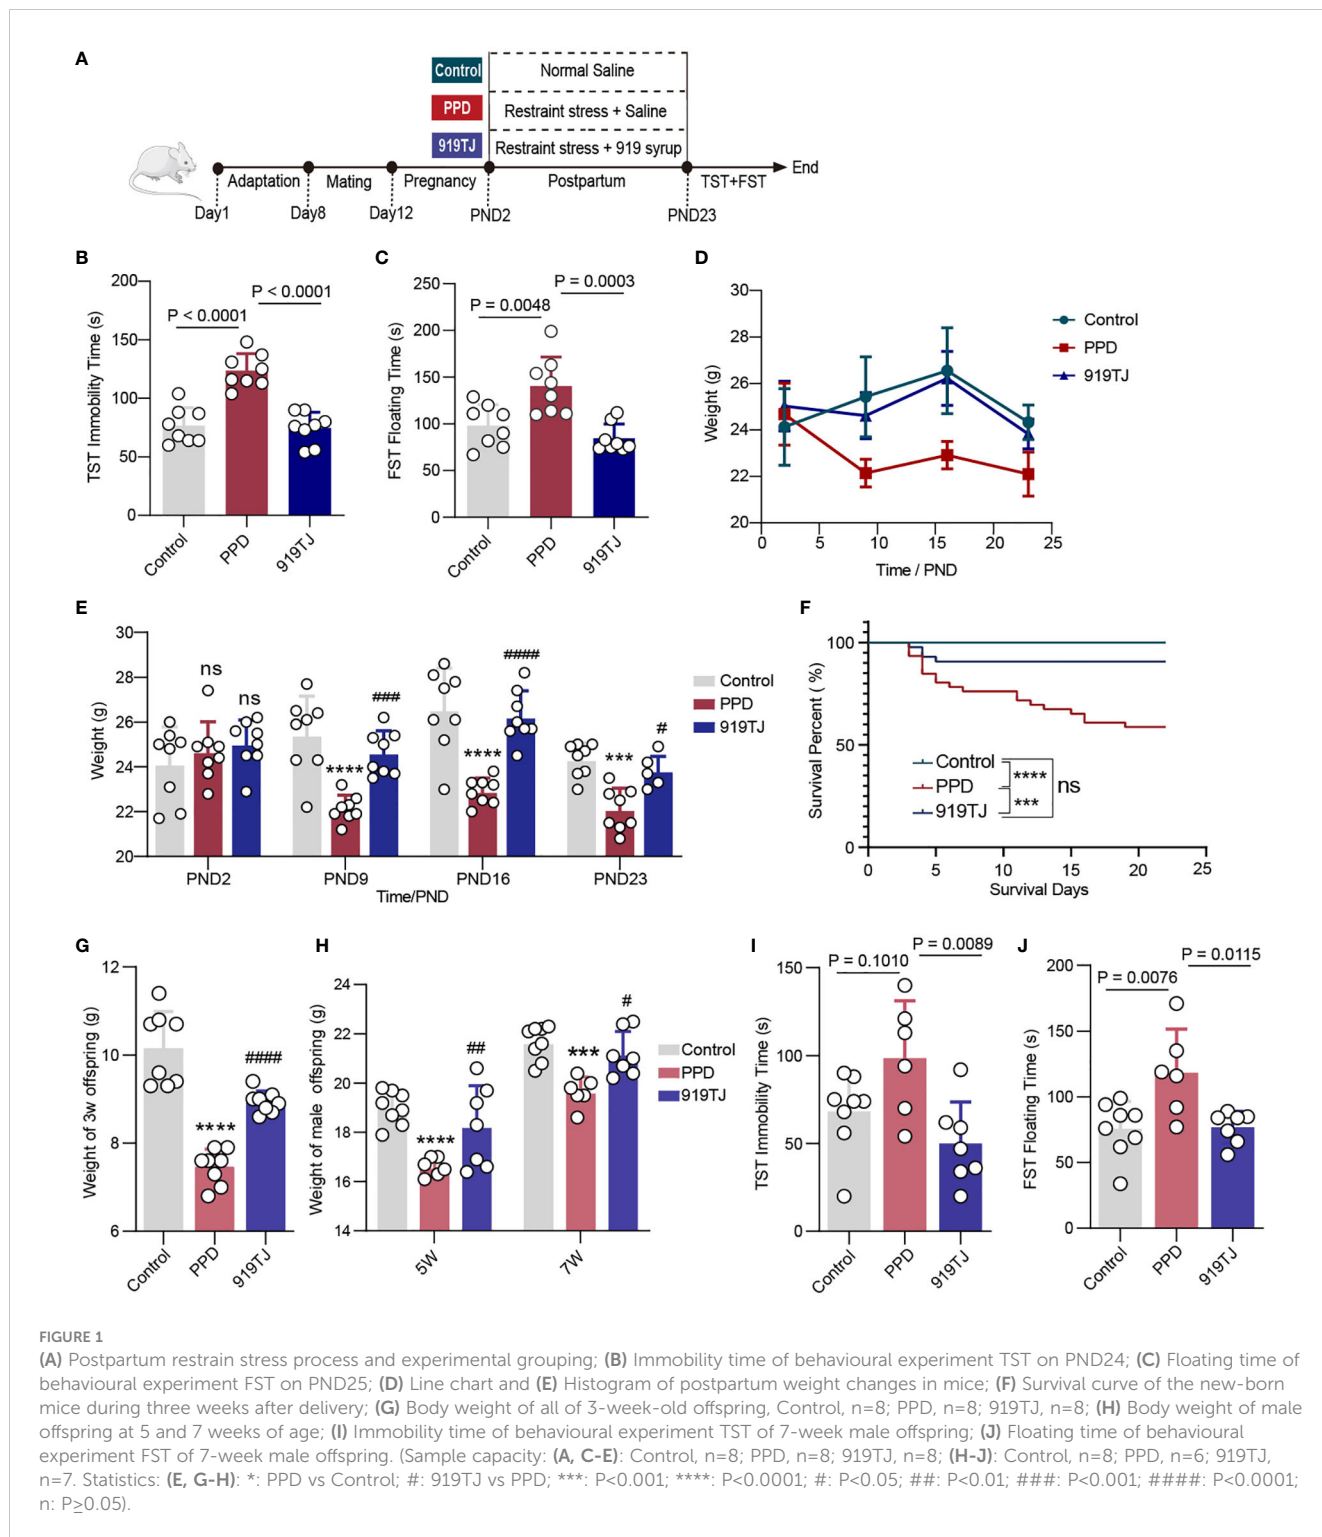 A
Control
Normal Saline
PPD
Restraint stress + Saline
919TJ
Restraint stress + 919 syrup
Adaptation
Mating
Pregnancy
Postpartum
TST+FST
End
Day1
Day8
Day12
PND2
PND23
B
TST Immobility Time (s)
200
150
100
50
0
P < 0.0001
P < 0.0001
Control
PPD
919TJ
C
FST Floating Time (s)
250
200
150
100
50
0
P = 0.0048
P = 0.0003
Control
PPD
919TJ
D
Weight (g)
30
28
26
24
22
20
0
5
10
15
20
25
Time / PND
Control
PPD
919TJ
E
Weight (g)
30
28
26
24
22
20
ns
ns
****
###
****
####
***
#
PND2
PND9
PND16
PND23
Time/PND
Control
PPD
919TJ
F
Survival Percent ( %)
100
50
0
Control
PPD
919TJ
****
***
ns
0
5
10
15
20
25
Survival Days
G
Weight of 3w offspring (g)
12
10
8
6
****
####
Control
PPD
919TJ
H
Weight of male offspring (g)
24
22
20
18
16
14
****
##
***
#
5W
7W
Control
PPD
919TJ
I
TST Immobility Time (s)
150
100
50
0
P = 0.1010
P = 0.0089
Control
PPD
919TJ
J
FST Floating Time (s)
200
150
100
50
0
P = 0.0076
P = 0.0115
Control
PPD
919TJ
FIGURE 1
(A) Postpartum restrain stress process and experimental grouping; (B) Immobility time of behavioural experiment TST on PND24; (C) Floating time of
behavioural experiment FST on PND25; (D) Line chart and (E) Histogram of postpartum weight changes in mice; (F) Survival curve of the new-born
mice during three weeks after delivery; (G) Body weight of all of 3-week-old offspring, Control, n=8; PPD, n=8; 919TJ, n=8; (H) Body weight of male
offspring at 5 and 7 weeks of age; (I) Immobility time of behavioural experiment TST of 7-week male offspring; (J) Floating time of behavioural
experiment FST of 7-week male offspring. (Sample capacity: (A, C-E): Control, n=8; PPD, n=8; 919TJ, n=8; (H-J): Control, n=8; PPD, n=6; 919TJ,
n=7. Statistics: (E, G-H): *: PPD vs Control; #: 919TJ vs PPD; ***: P<0.001; ****: P<0.0001; #: P<0.05; ##: P<0.01; ###: P<0.001; ####: P<0.0001;
n: P≥0.05).